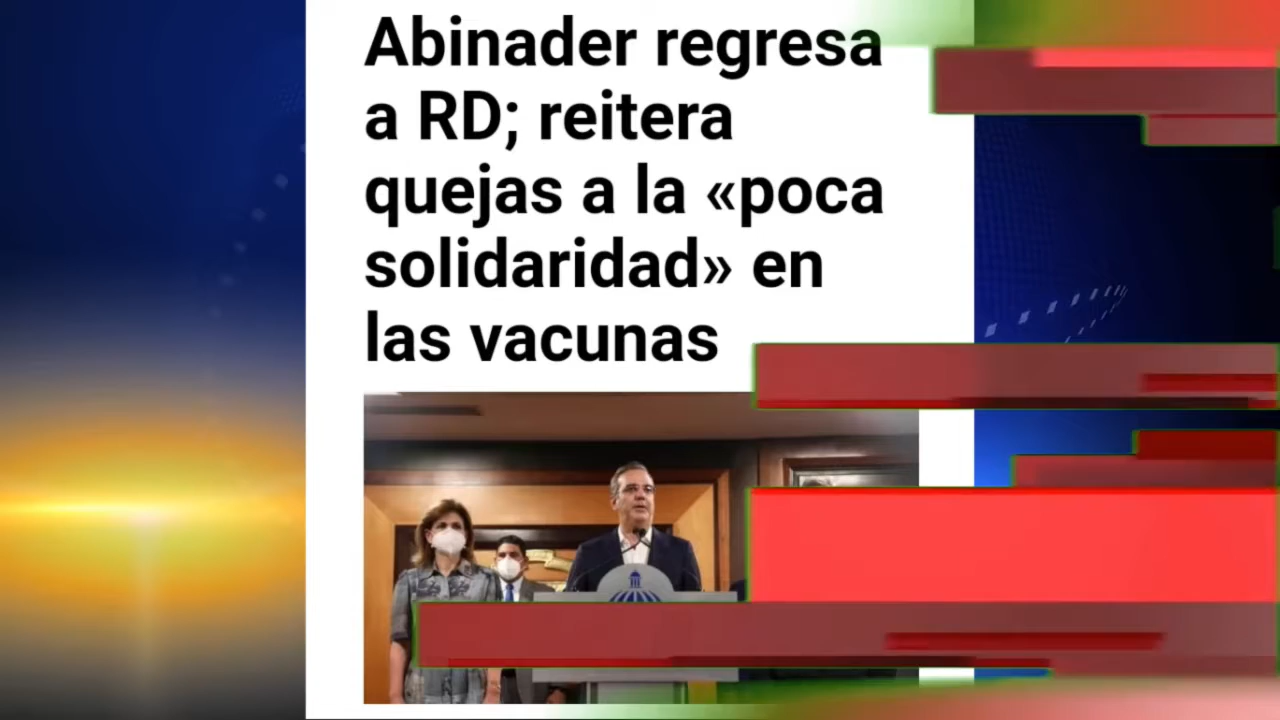 Abinader regresa
a RD; reitera
quejas a la «poca
solidaridad» en
las vacunas